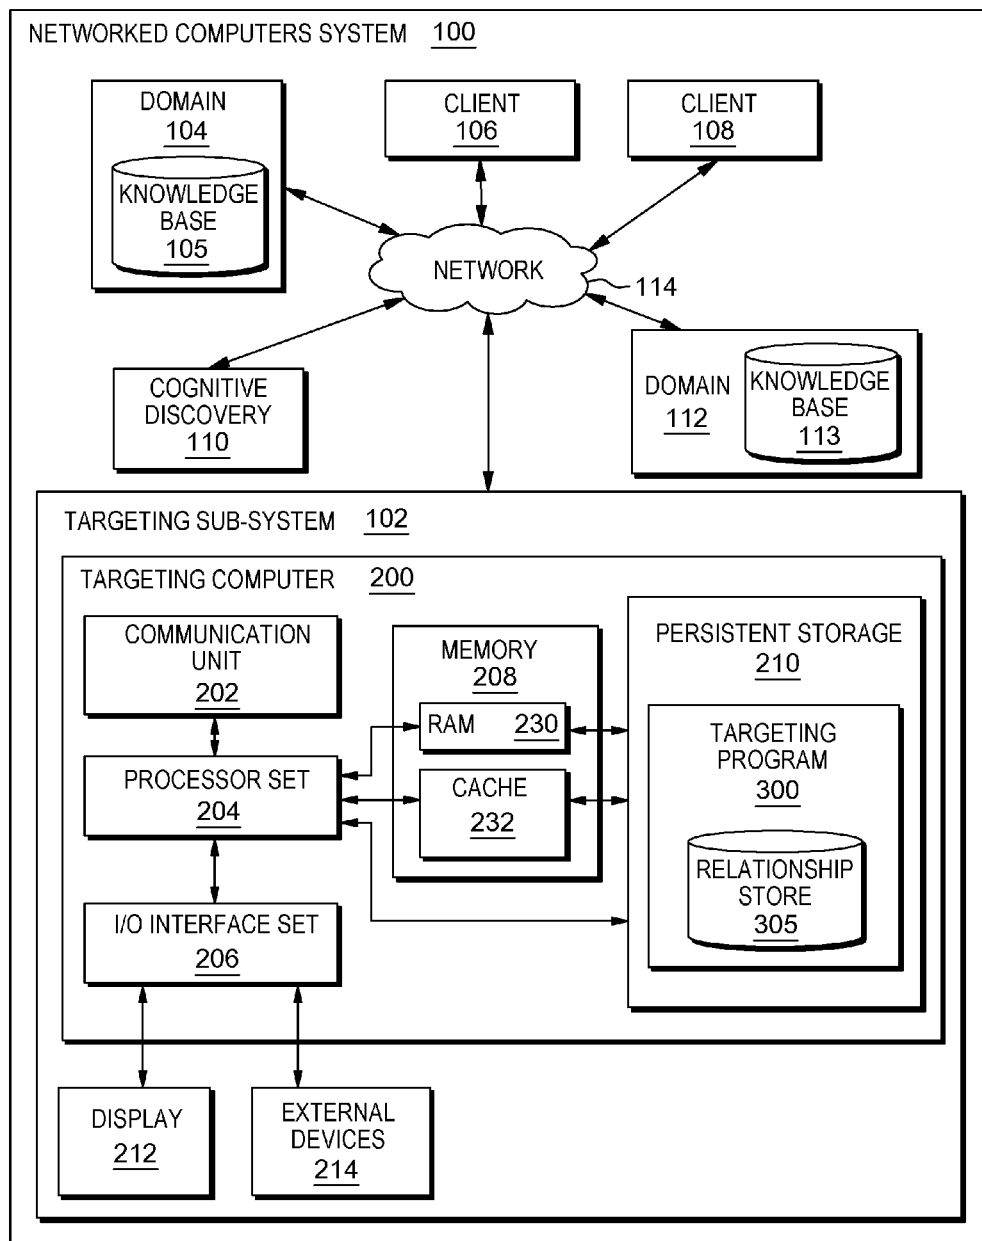 NETWORKED COMPUTERS SYSTEM 100
DOMAIN
104
KNOWLEDGE
BASE
105
CLIENT
106
CLIENT
108
NETWORK
114
COGNITIVE
DISCOVERY
110
DOMAIN
112
KNOWLEDGE
BASE
113
TARGETING SUB-SYSTEM 102
TARGETING COMPUTER 200
COMMUNICATION
UNIT
202
PROCESSOR SET
204
I/O INTERFACE SET
206
MEMORY
208
RAM 230
CACHE
232
PERSISTENT STORAGE
210
TARGETING
PROGRAM
300
RELATIONSHIP
STORE
305
DISPLAY
212
EXTERNAL
DEVICES
214